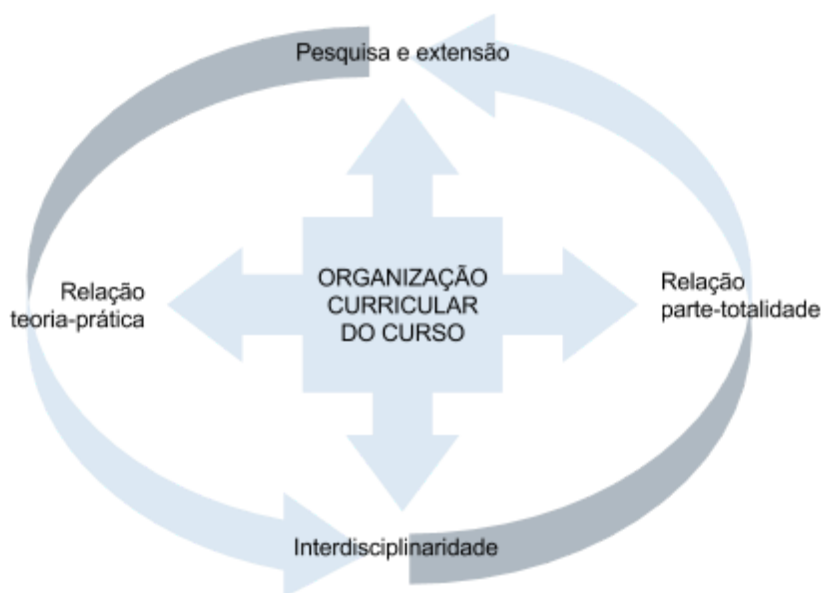 Pesquisa e extensão
ORGANIZAÇÃO
CURRICULAR
DO CURSO
Relação
teoria-prática
Relação
parte-totalidade
Interdisciplinaridade